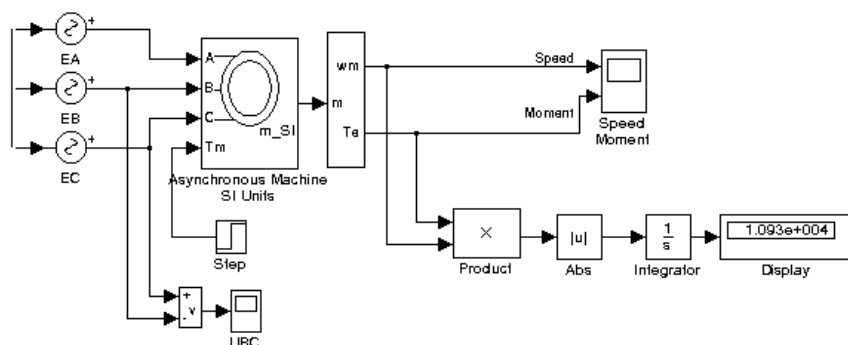 EA
EB
EC
+
+
+
A
B
C
Tm
m_SI
Asynchronous Machine
SI Units
m
wm
Te
Speed
Moment
Speed
Moment
Step
+
-
v
UBC
×
Product
|u|
Abs
1
s
Integrator
1.093e+004
Display